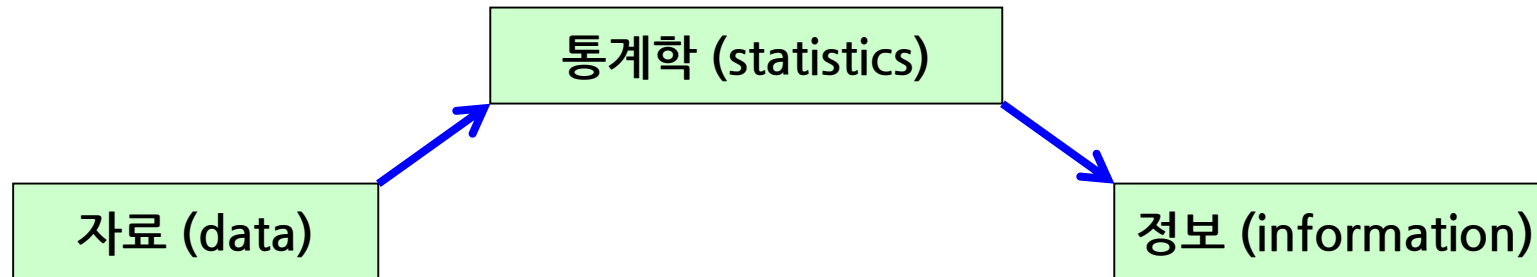 통계학 (statistics)
자료 (data)
정보 (information)